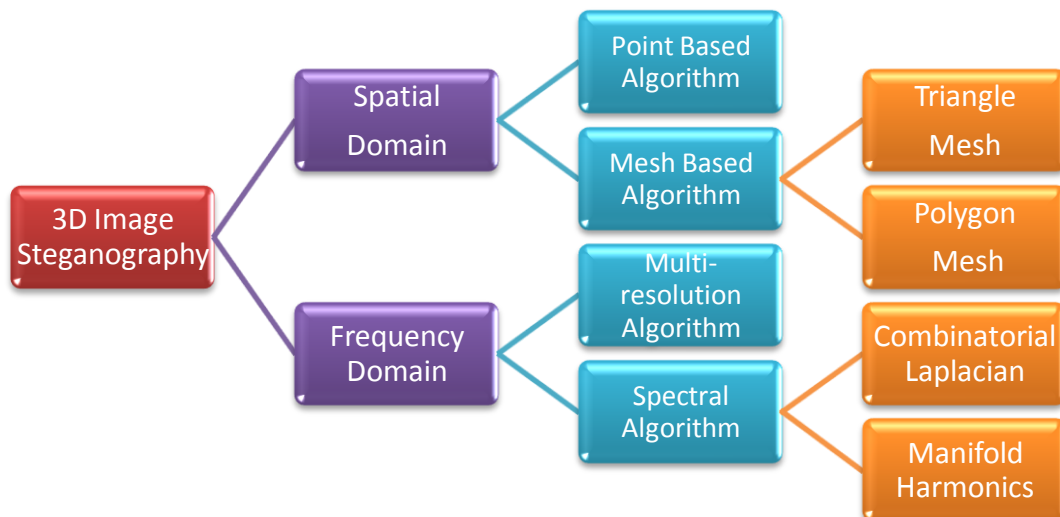 3D Image
Steganography
Spatial
Domain
Point Based
Algorithm
Mesh Based
Algorithm
Triangle
Mesh
Polygon
Mesh
Frequency
Domain
Multi-
resolution
Algorithm
Spectral
Algorithm
Combinatorial
Laplacian
Manifold
Harmonics